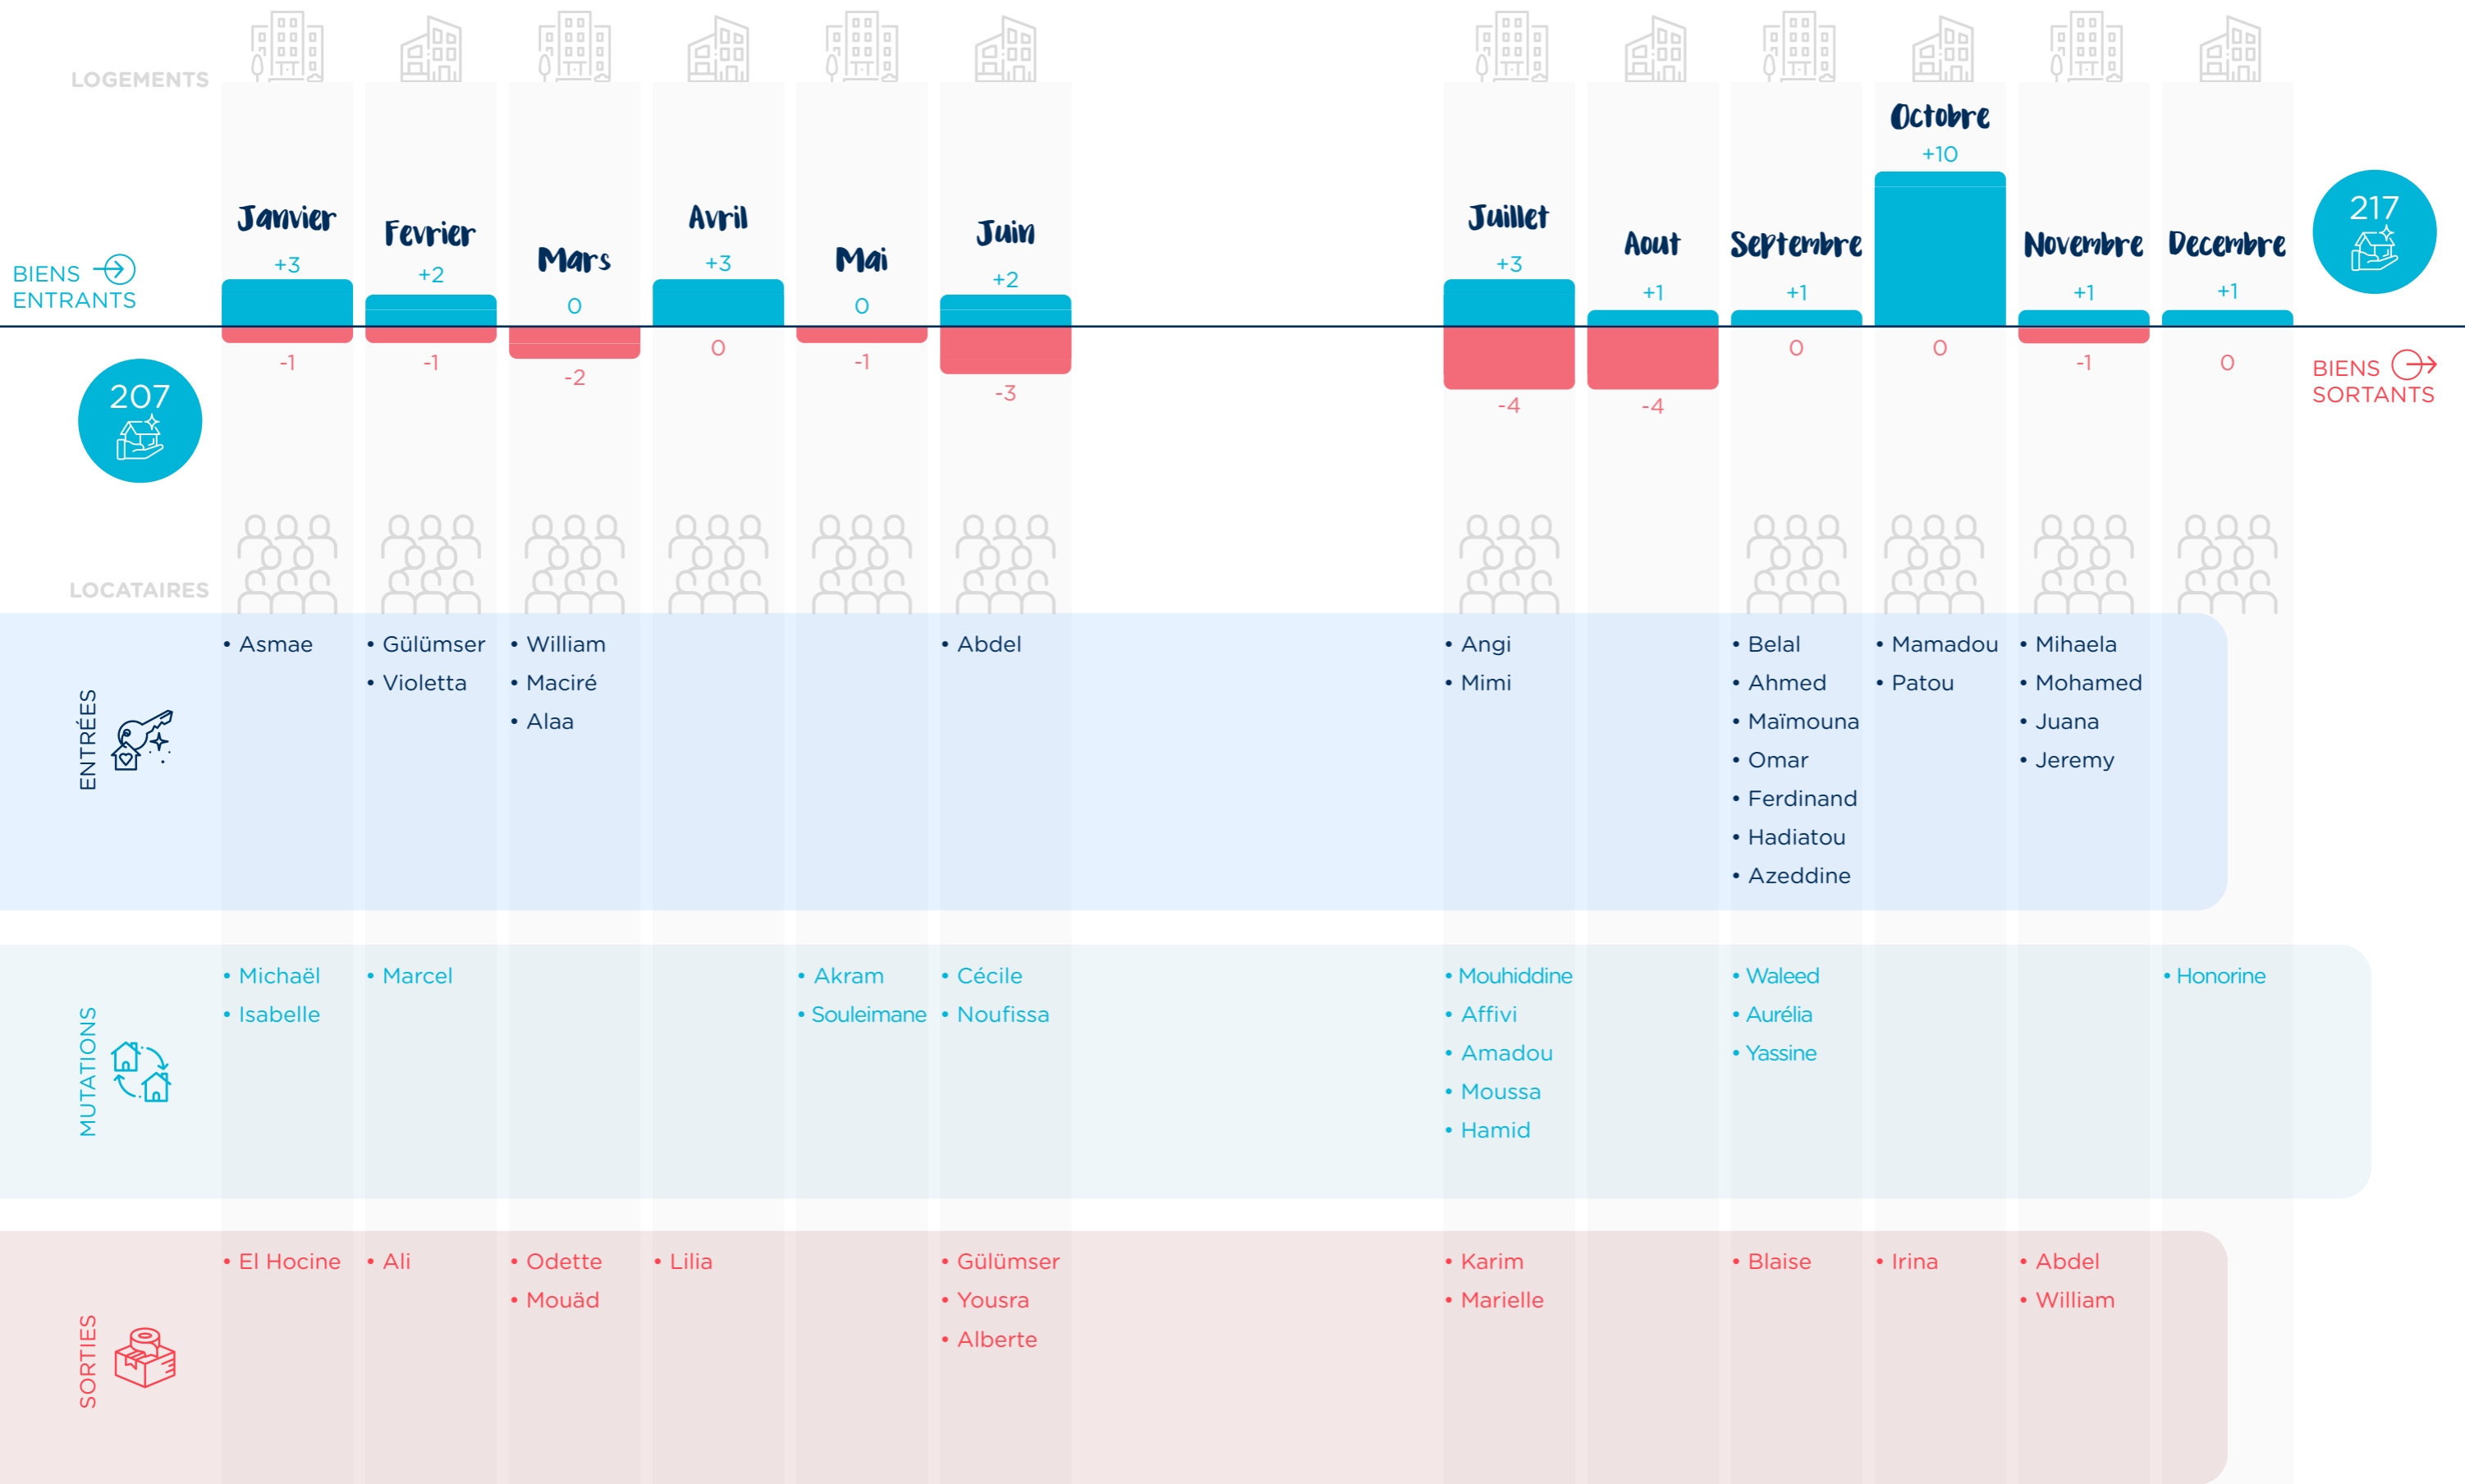 LOGEMENTS
Janvier
Fevrier
Mars
Avril
Mai
Juin
Juillet
Aout
Septembre
Octobre
Novembre
Decembre
BIENS
ENTRANTS
+3
+2
0
+3
0
+2
+3
+1
+1
+10
+1
+1
217
207
-1
-1
-2
0
-1
-3
-4
-4
0
0
-1
0
BIENS
SORTANTS
LOCATAIRES
ENTRÉES
• Asmae
• Gülümser
• Violetta
• William
• Maciré
• Alaa
• Abdel
• Angi
• Mimi
• Belal
• Ahmed
• Maïmouna
• Omar
• Ferdinand
• Hadiatou
• Azeddine
• Mamadou
• Patou
• Mihaela
• Mohamed
• Juana
• Jeremy
MUTATIONS
• Michaël
• Isabelle
• Marcel
• Akram
• Souleimane
• Cécile
• Noufissa
• Mouhiddine
• Affivi
• Amadou
• Moussa
• Hamid
• Waleed
• Aurélia
• Yassine
• Honorine
SORTIES
• El Hocine
• Ali
• Odette
• Mouäd
• Lilia
• Gülümser
• Yousra
• Alberte
• Karim
• Marielle
• Blaise
• Irina
• Abdel
• William